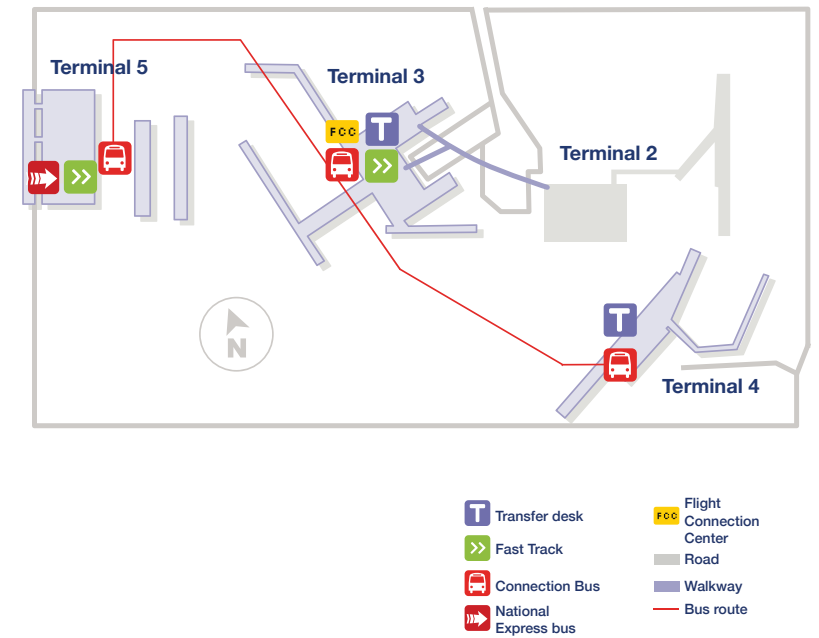 Terminal 5
Terminal 3
FCC
T
Terminal 2
N
T
Terminal 4
T Transfer desk
Fast Track
Connection Bus
National
Express bus
FCC
Flight
Connection
Center
Road
Walkway
Bus route